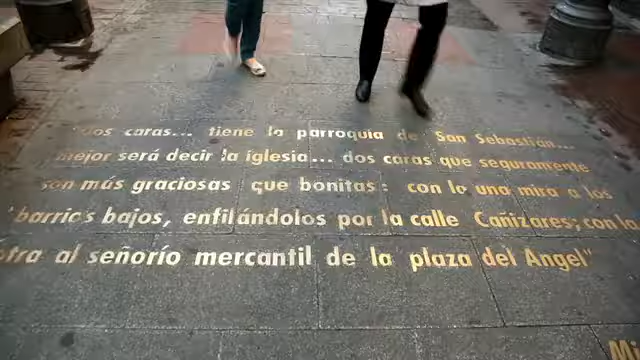 "dos caras... tiene la parroquia de San Sebastián...
mejor será decir la iglesia... dos caras que seguramente
son más graciosas que bonitas: con la una mira a los
barrios bajos, enfilándolos por la calle Cañizares; con la
otra al señorío mercantil de la plaza del Angel"
Mi